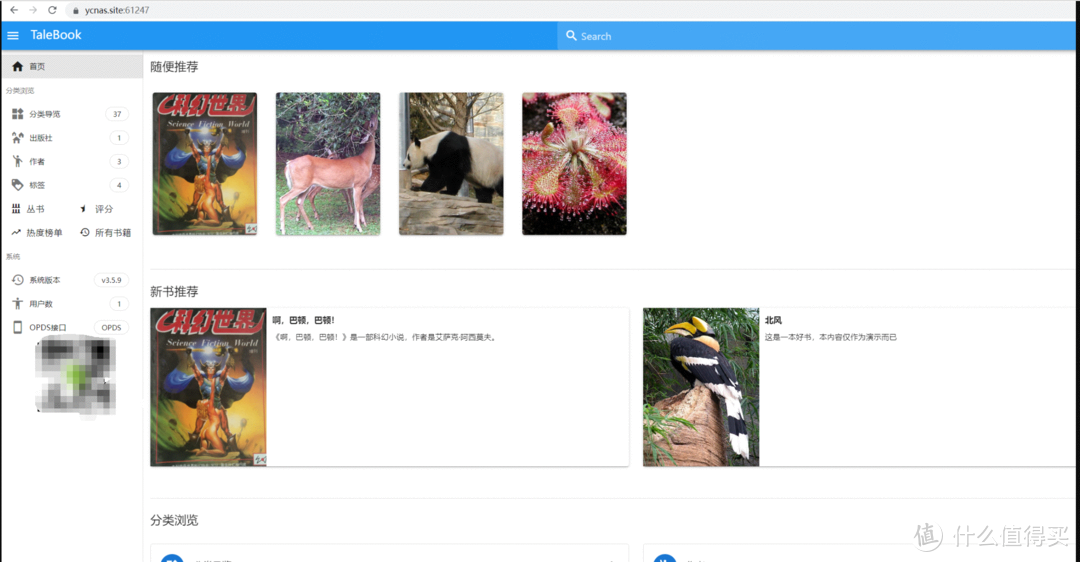 ycnas.site:61247
TaleBook
Search
首页
分类浏览
分类导览 37
出版社 1
作者 3
标签 4
丛书 评分
热度榜单 所有书籍
系统
系统版本 v3.5.9
用户数 1
OPDS接口 OPDS
随便推荐
科幻世界
Science Fiction World
新书推荐
科幻世界
Science Fiction World
啊，巴顿，巴顿！
《啊，巴顿，巴顿！》是一部科幻小说，作者是艾萨克·阿西莫夫。
北风
这是一本好书，本内容仅作为演示而已
分类浏览
值 什么值得买